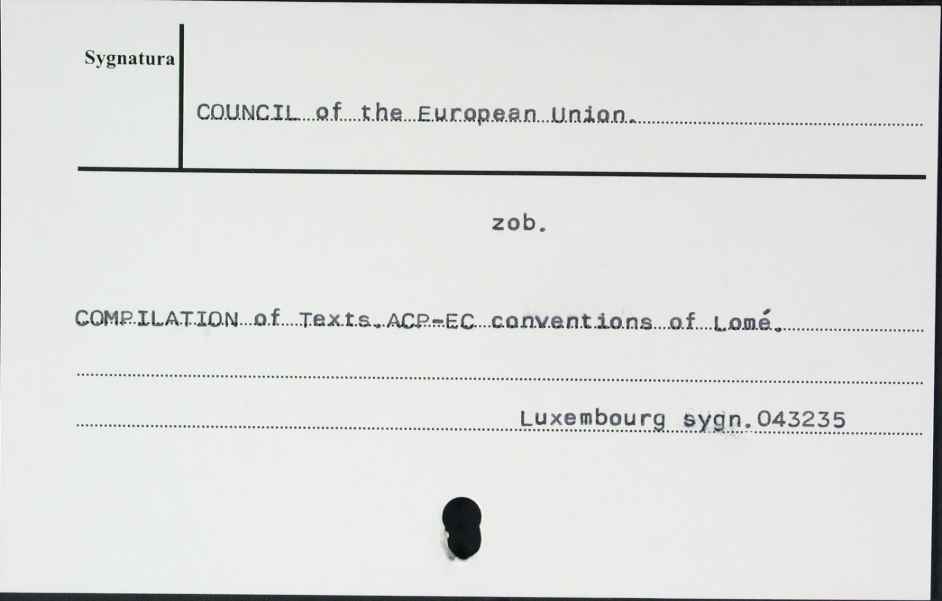 Sygnatura
COUNCIL of the European Union.
zob.
COMPILATION of Texts.ACP-EC conventions of Lomé.
Luxembourg sygn.043235